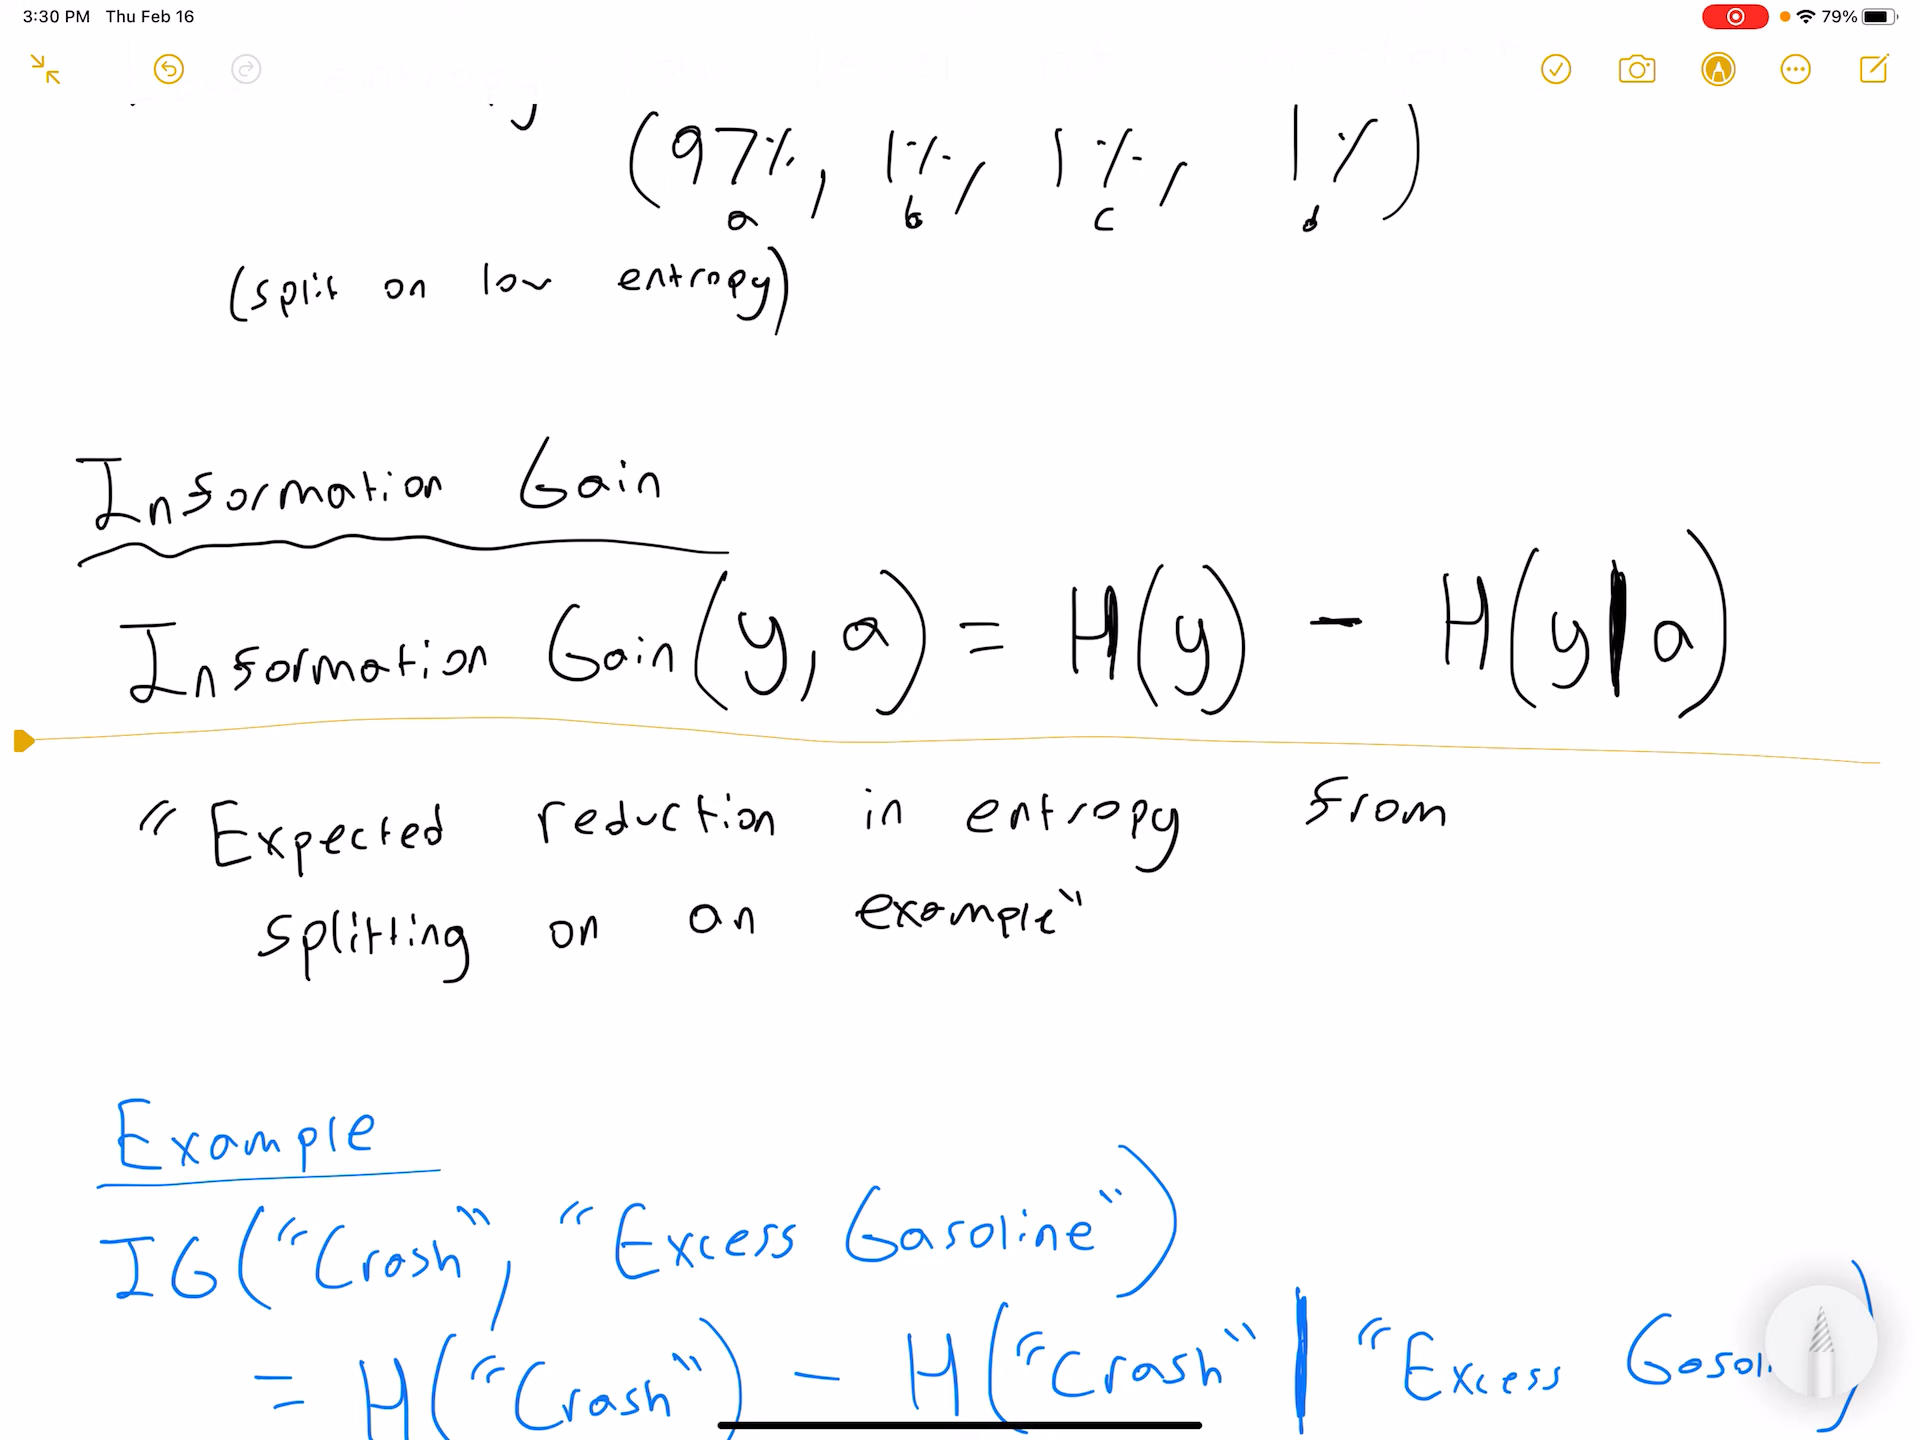 3:30 PM Thu Feb 16 79%
(97%, 1%, 1%, 1%)
a b c d
(split on low entropy)
Information Gain
Information Gain(y, a) = H(y) - H(y|a)
"Expected reduction in entropy from
splitting on an example"
Example
IG("Crash", "Excess Gasoline")
= H("Crash") - H("Crash" | "Excess Gasoli